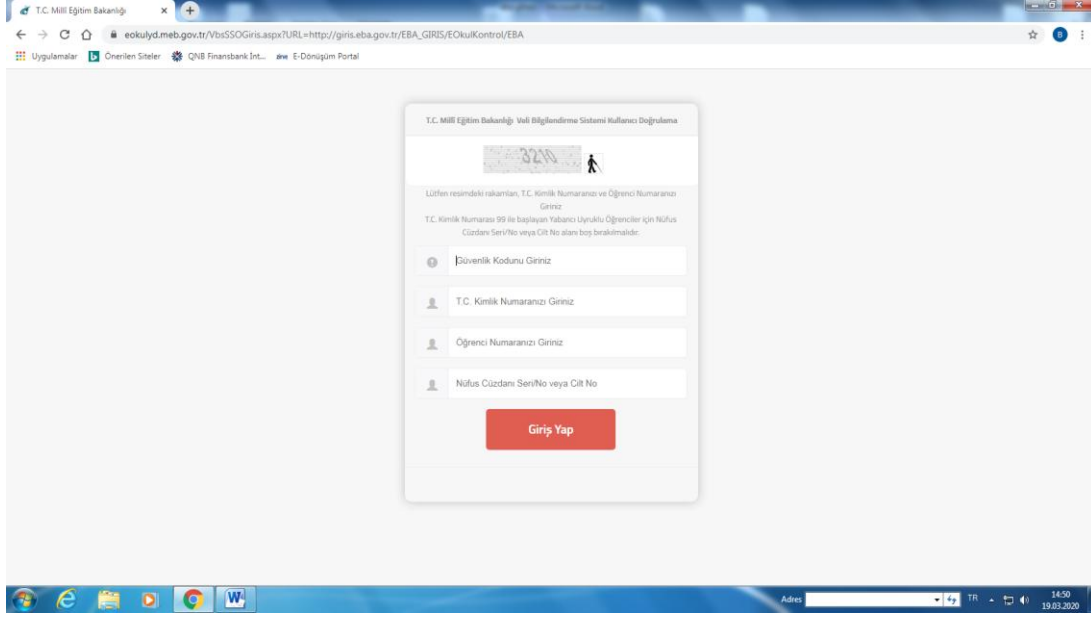 T.C. Millî Eğitim Bakanlığı
eokulyd.meb.gov.tr/VbsSSOGiris.aspx?URL=http://giris.eba.gov.tr/EBA_GIRIS/EOkulKontrol/EBA
B
Uygulamalar Önerilen Siteler QNB Finansbank İnt... E-Dönüşüm Portal
T.C. Millî Eğitim Bakanlığı Veli Bilgilendirme Sistemi Kullanıcı Doğrulama
3210
Lütfen resimdeki rakamları, T.C. Kimlik Numaranızı ve Öğrenci Numaranızı
Giriniz
T.C. Kimlik Numarası 99 ile başlayan Yabancı Uyruklu Öğrenciler için Nüfus
Cüzdanı Seri/No veya Cilt No alanı boş bırakılmalıdır.
Güvenlik Kodunu Giriniz
T.C. Kimlik Numaranızı Giriniz
Öğrenci Numaranızı Giriniz
Nüfus Cüzdanı Seri/No veya Cilt No
Giriş Yap
Adres
TR
14:50
19.03.2020